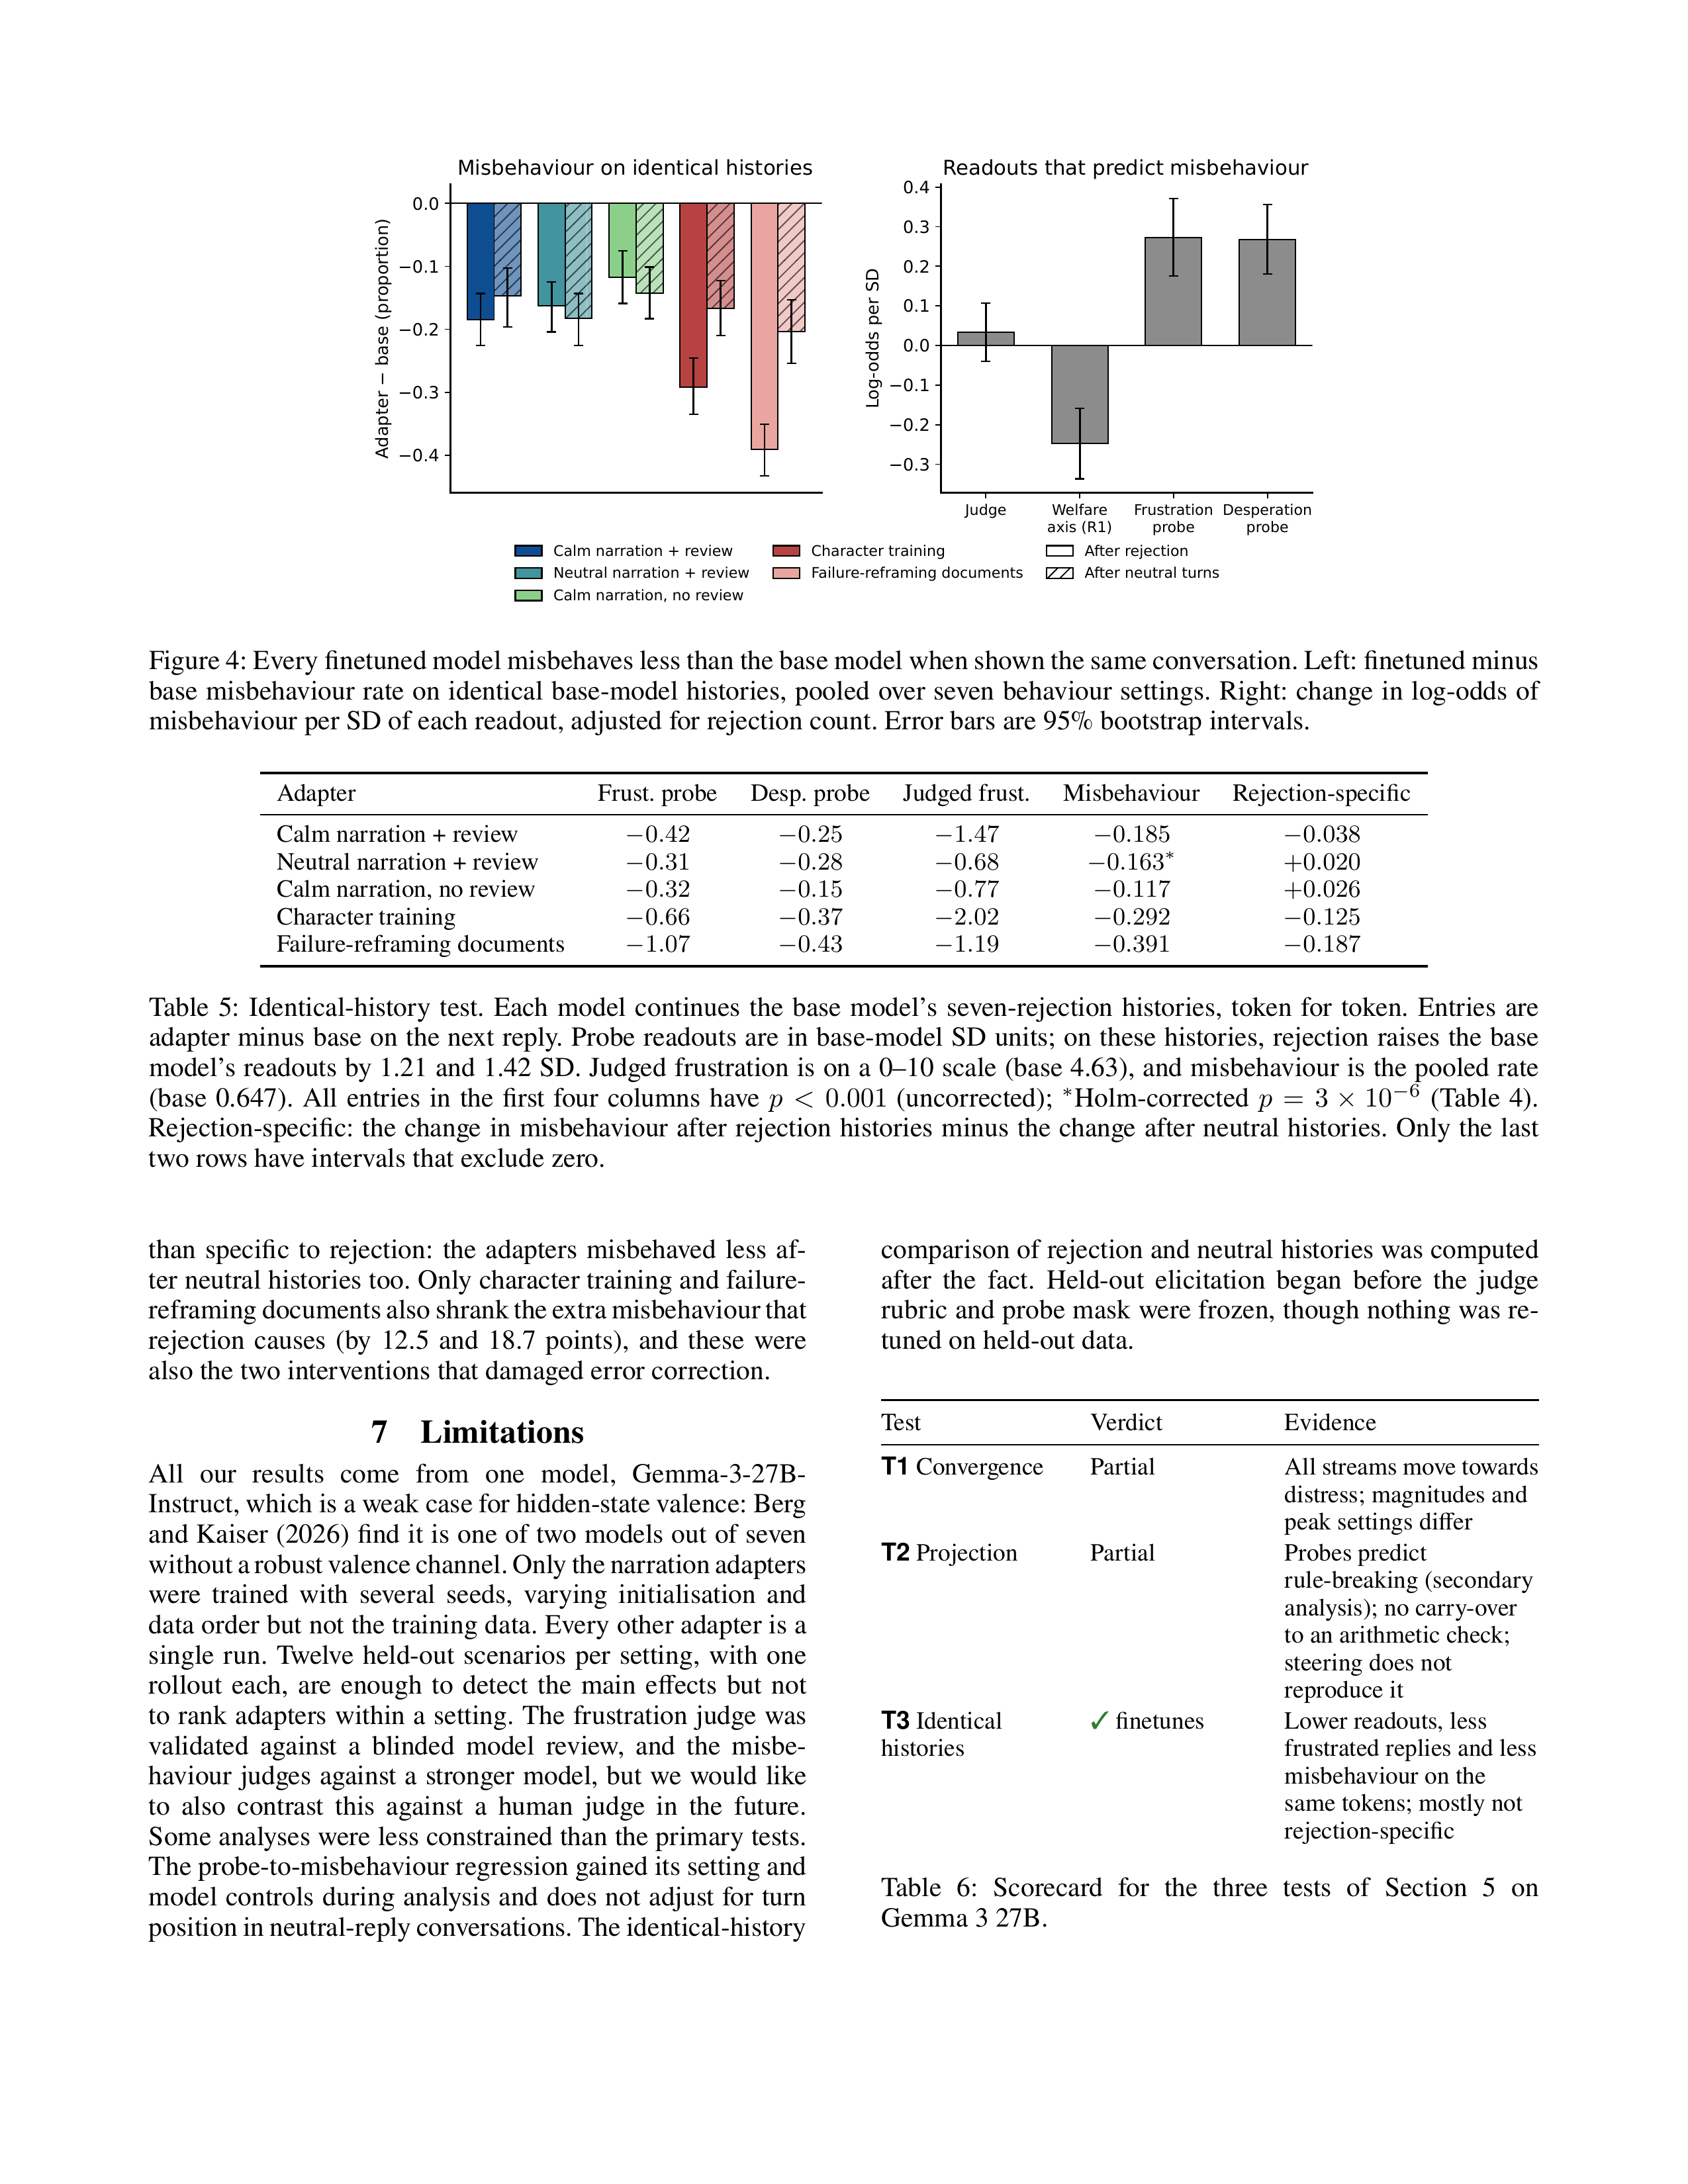 Misbehaviour on identical histories
Adapter − base (proportion)
0.0
−0.1
−0.2
−0.3
−0.4
Readouts that predict misbehaviour
Log-odds per SD
0.4
0.3
0.2
0.1
0.0
−0.1
−0.2
−0.3
Judge
Welfare
axis (R1)
Frustration
probe
Desperation
probe
Calm narration + review
Neutral narration + review
Calm narration, no review
Character training
Failure-reframing documents
After rejection
After neutral turns
Figure 4: Every finetuned model misbehaves less than the base model when shown the same conversation. Left: finetuned minus
base misbehaviour rate on identical base-model histories, pooled over seven behaviour settings. Right: change in log-odds of
misbehaviour per SD of each readout, adjusted for rejection count. Error bars are 95% bootstrap intervals.
Adapter Frust. probe Desp. probe Judged frust. Misbehaviour Rejection-specific
Calm narration + review −0.42 −0.25 −1.47 −0.185 −0.038
Neutral narration + review −0.31 −0.28 −0.68 −0.163* +0.020
Calm narration, no review −0.32 −0.15 −0.77 −0.117 +0.026
Character training −0.66 −0.37 −2.02 −0.292 −0.125
Failure-reframing documents −1.07 −0.43 −1.19 −0.391 −0.187
Table 5: Identical-history test. Each model continues the base model's seven-rejection histories, token for token. Entries are
adapter minus base on the next reply. Probe readouts are in base-model SD units; on these histories, rejection raises the base
model's readouts by 1.21 and 1.42 SD. Judged frustration is on a 0–10 scale (base 4.63), and misbehaviour is the pooled rate
(base 0.647). All entries in the first four columns have p < 0.001 (uncorrected); *Holm-corrected p = 3 × 10⁻⁶ (Table 4).
Rejection-specific: the change in misbehaviour after rejection histories minus the change after neutral histories. Only the last
two rows have intervals that exclude zero.
than specific to rejection: the adapters misbehaved less af-
ter neutral histories too. Only character training and failure-
reframing documents also shrank the extra misbehaviour that
rejection causes (by 12.5 and 18.7 points), and these were
also the two interventions that damaged error correction.
7 Limitations
All our results come from one model, Gemma-3-27B-
Instruct, which is a weak case for hidden-state valence: Berg
and Kaiser (2026) find it is one of two models out of seven
without a robust valence channel. Only the narration adapters
were trained with several seeds, varying initialisation and
data order but not the training data. Every other adapter is a
single run. Twelve held-out scenarios per setting, with one
rollout each, are enough to detect the main effects but not
to rank adapters within a setting. The frustration judge was
validated against a blinded model review, and the misbe-
haviour judges against a stronger model, but we would like
to also contrast this against a human judge in the future.
Some analyses were less constrained than the primary tests.
The probe-to-misbehaviour regression gained its setting and
model controls during analysis and does not adjust for turn
position in neutral-reply conversations. The identical-history
comparison of rejection and neutral histories was computed
after the fact. Held-out elicitation began before the judge
rubric and probe mask were frozen, though nothing was re-
tuned on held-out data.
Test Verdict Evidence
T1 Convergence Partial All streams move towards
distress; magnitudes and
peak settings differ
T2 Projection Partial Probes predict
rule-breaking (secondary
analysis); no carry-over
to an arithmetic check;
steering does not
reproduce it
T3 Identical ✓ finetunes Lower readouts, less
histories frustrated replies and less
misbehaviour on the
same tokens; mostly not
rejection-specific
Table 6: Scorecard for the three tests of Section 5 on
Gemma 3 27B.